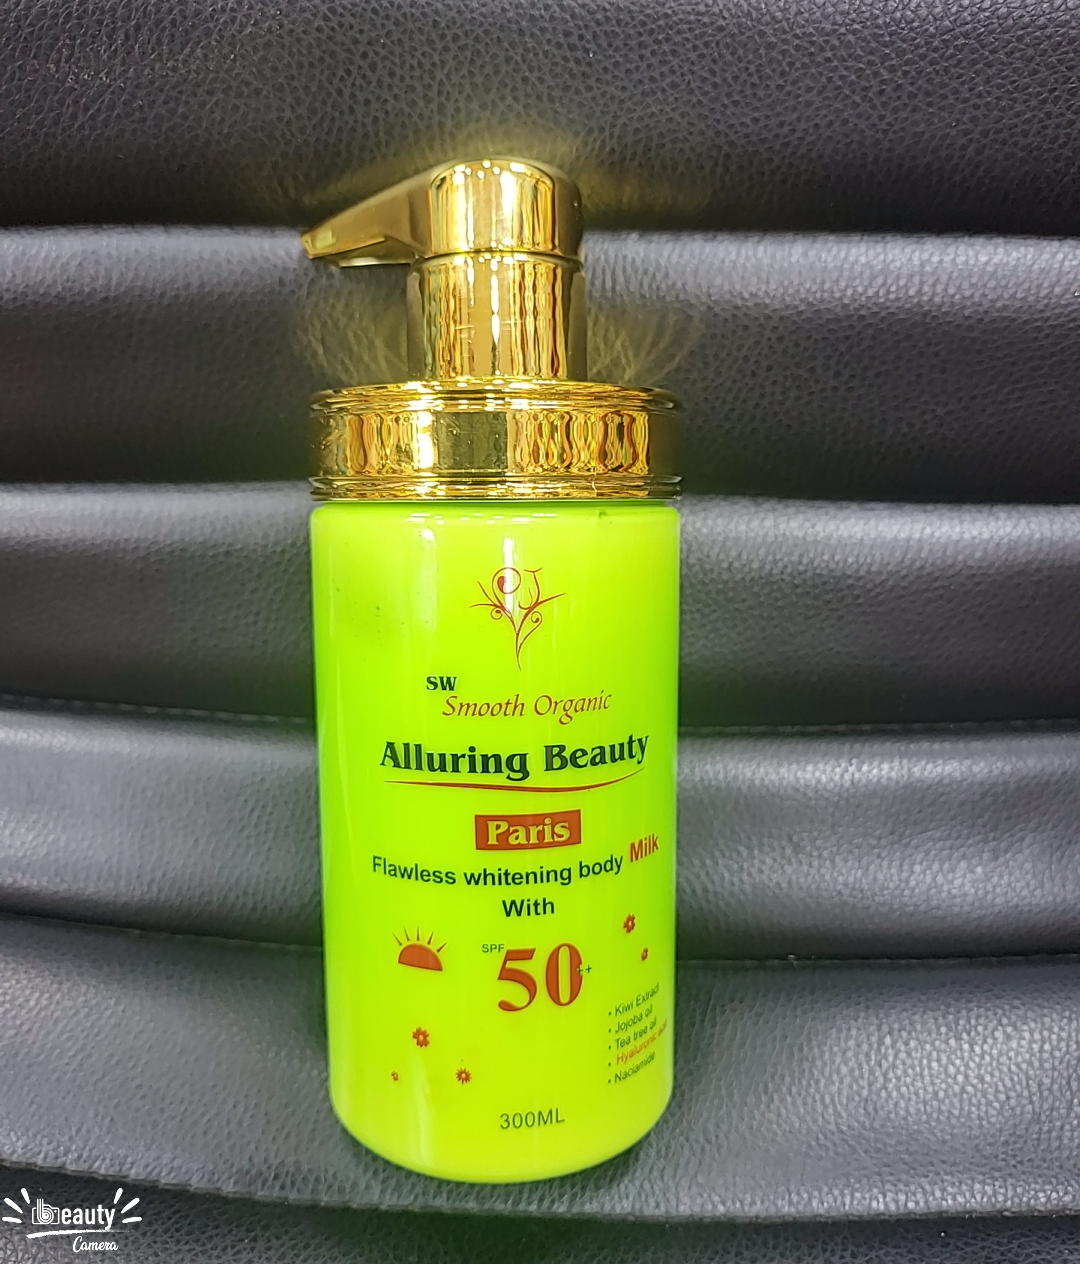 SW
Smooth Organic
Alluring Beauty
Paris
Flawless whitening body Milk
With
SPF 50++
• Kiwi Extract
• Jojoba oil
• Tea tree oil
• Hyaluronic acid
• Naciamide
300ML
beauty
Camera